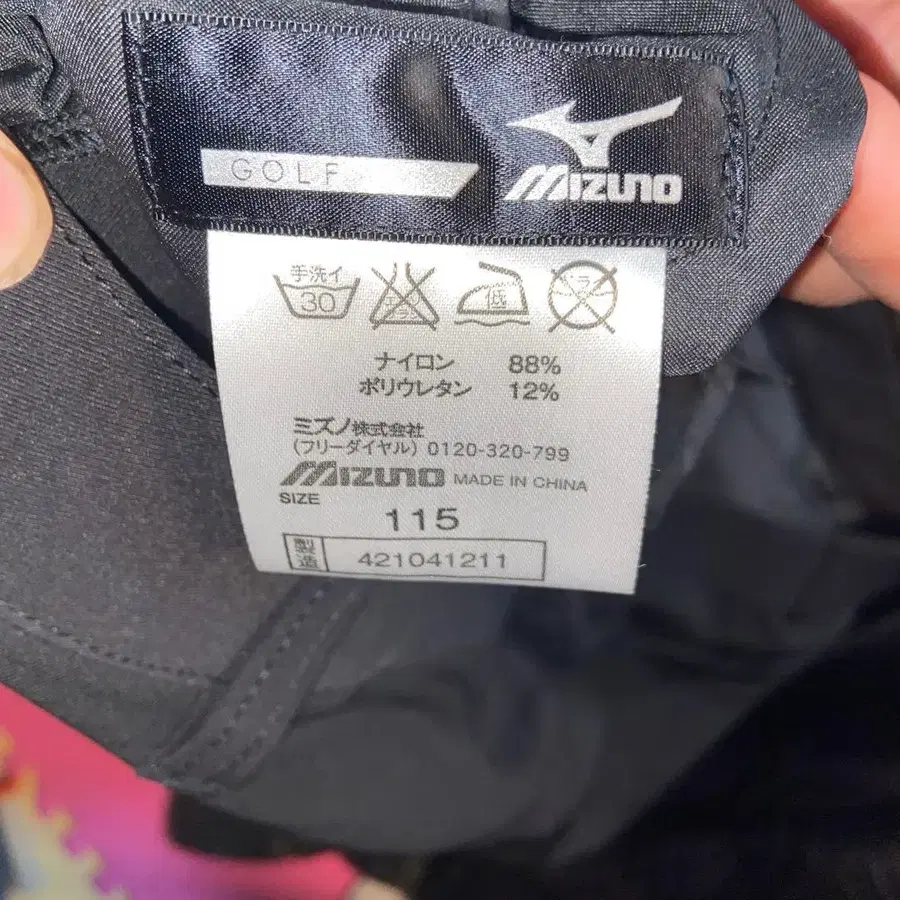 GOLF
MIZUNO
手洗イ
30
低
ナイロン 88%
ポリウレタン 12%
ミズノ株式会社
(フリーダイヤル) 0120-320-799
MIZUNO MADE IN CHINA
SIZE
115
製造 421041211